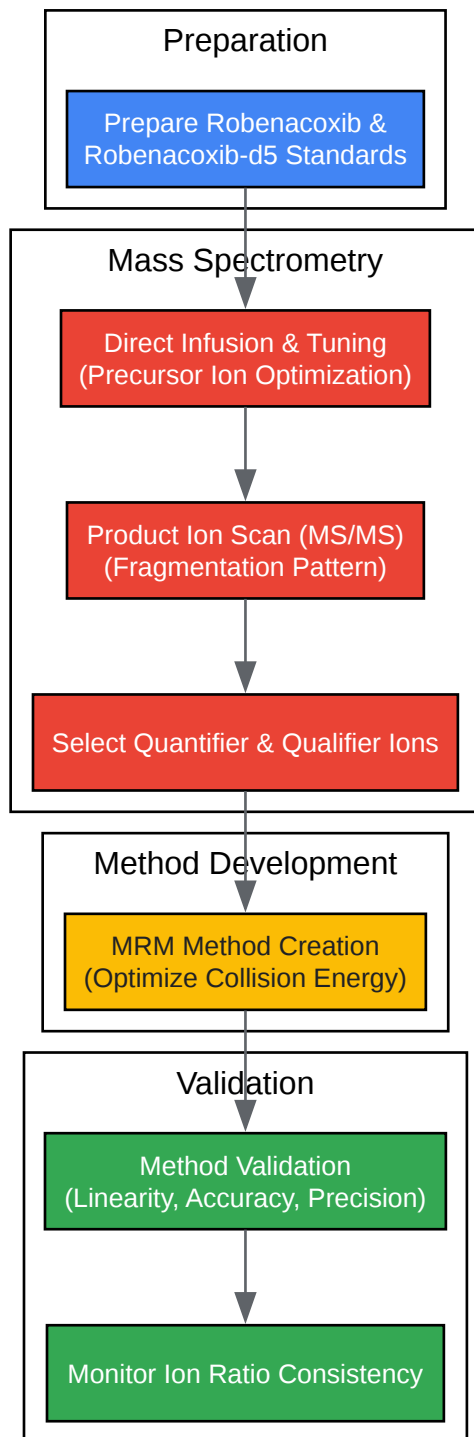 Preparation
Prepare Robenacoxib &
Robenacoxib-d5 Standards
Mass Spectrometry
Direct Infusion & Tuning
(Precursor Ion Optimization)
Product Ion Scan (MS/MS)
(Fragmentation Pattern)
Select Quantifier & Qualifier Ions
Method Development
MRM Method Creation
(Optimize Collision Energy)
Validation
Method Validation
(Linearity, Accuracy, Precision)
Monitor Ion Ratio Consistency